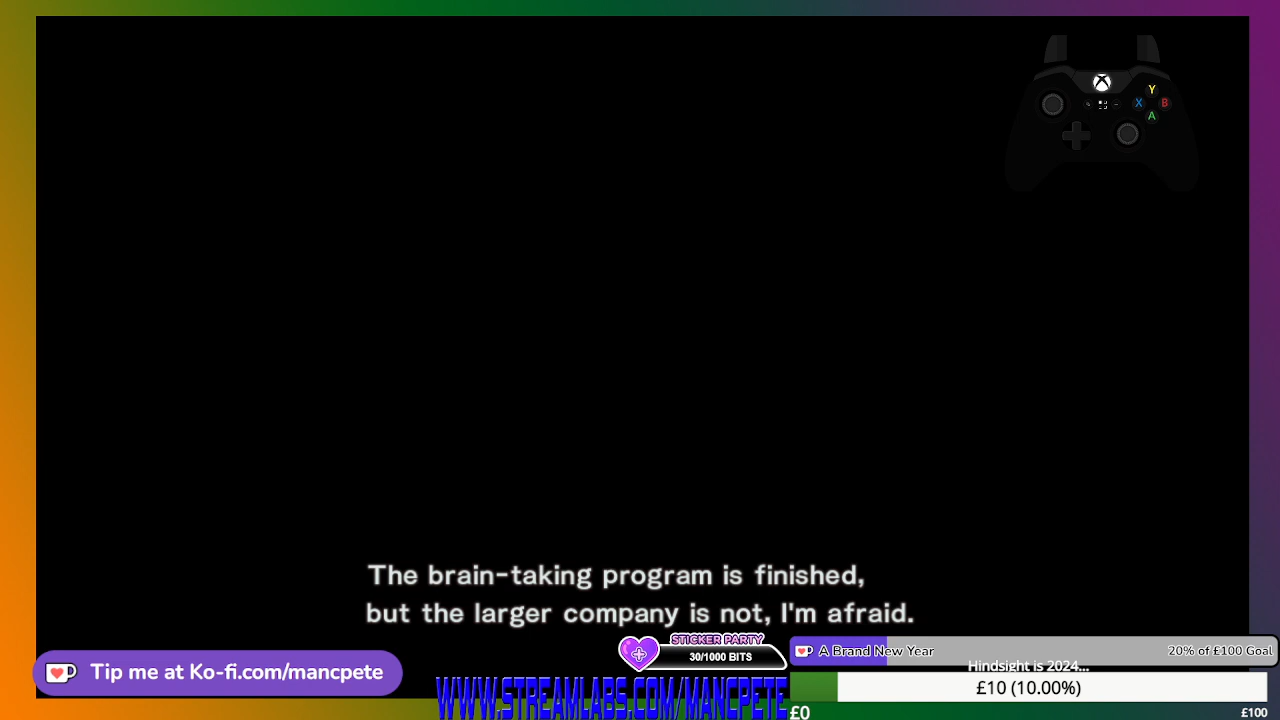 Y
X
B
A
The brain-taking program is finished,
but the larger company is not, I'm afraid.
STICKER PARTY
30/1000 BITS
A Brand New Year
20% of £100 Goal
Hindsight is 2024...
Tip me at Ko-fi.com/mancpete
£10 (10.00%)
WWW.STREAMLABS.COM/MANCPETE
£0
£100